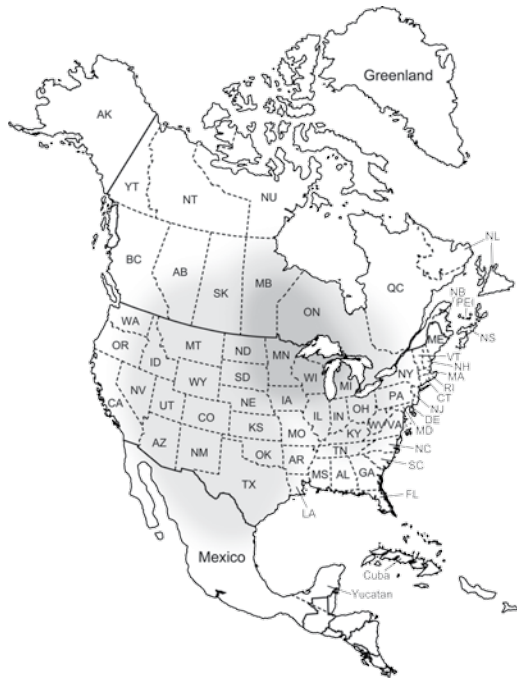 Greenland
AK
YT
NT
NU
NL
BC
AB
SK
MB
ON
QC
NB
PEI
NS
ME
WA
MT
ND
MN
VT
OR
ID
SD
WI
MI
NY
NH
MA
RI
WY
CT
NV
UT
NE
IA
PA
NJ
CA
CO
IL
IN
OH
DE
KS
MO
KY
WV
VA
MD
AZ
NM
OK
AR
TN
NC
TX
MS
AL
GA
SC
FL
LA
Mexico
Cuba
Yucatan